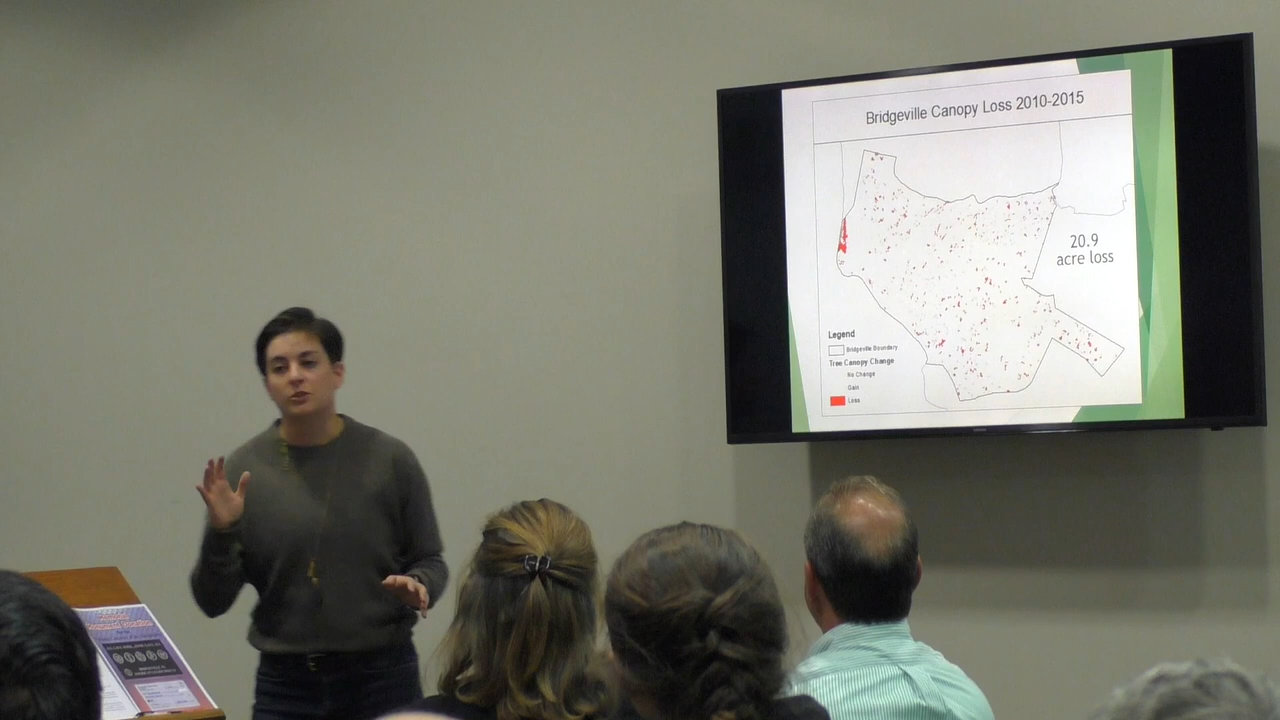 Bridgeville Canopy Loss 2010-2015
20.9
acre loss
Legend
Bridgeville Boundary
Tree Canopy Change
No Change
Gain
Loss